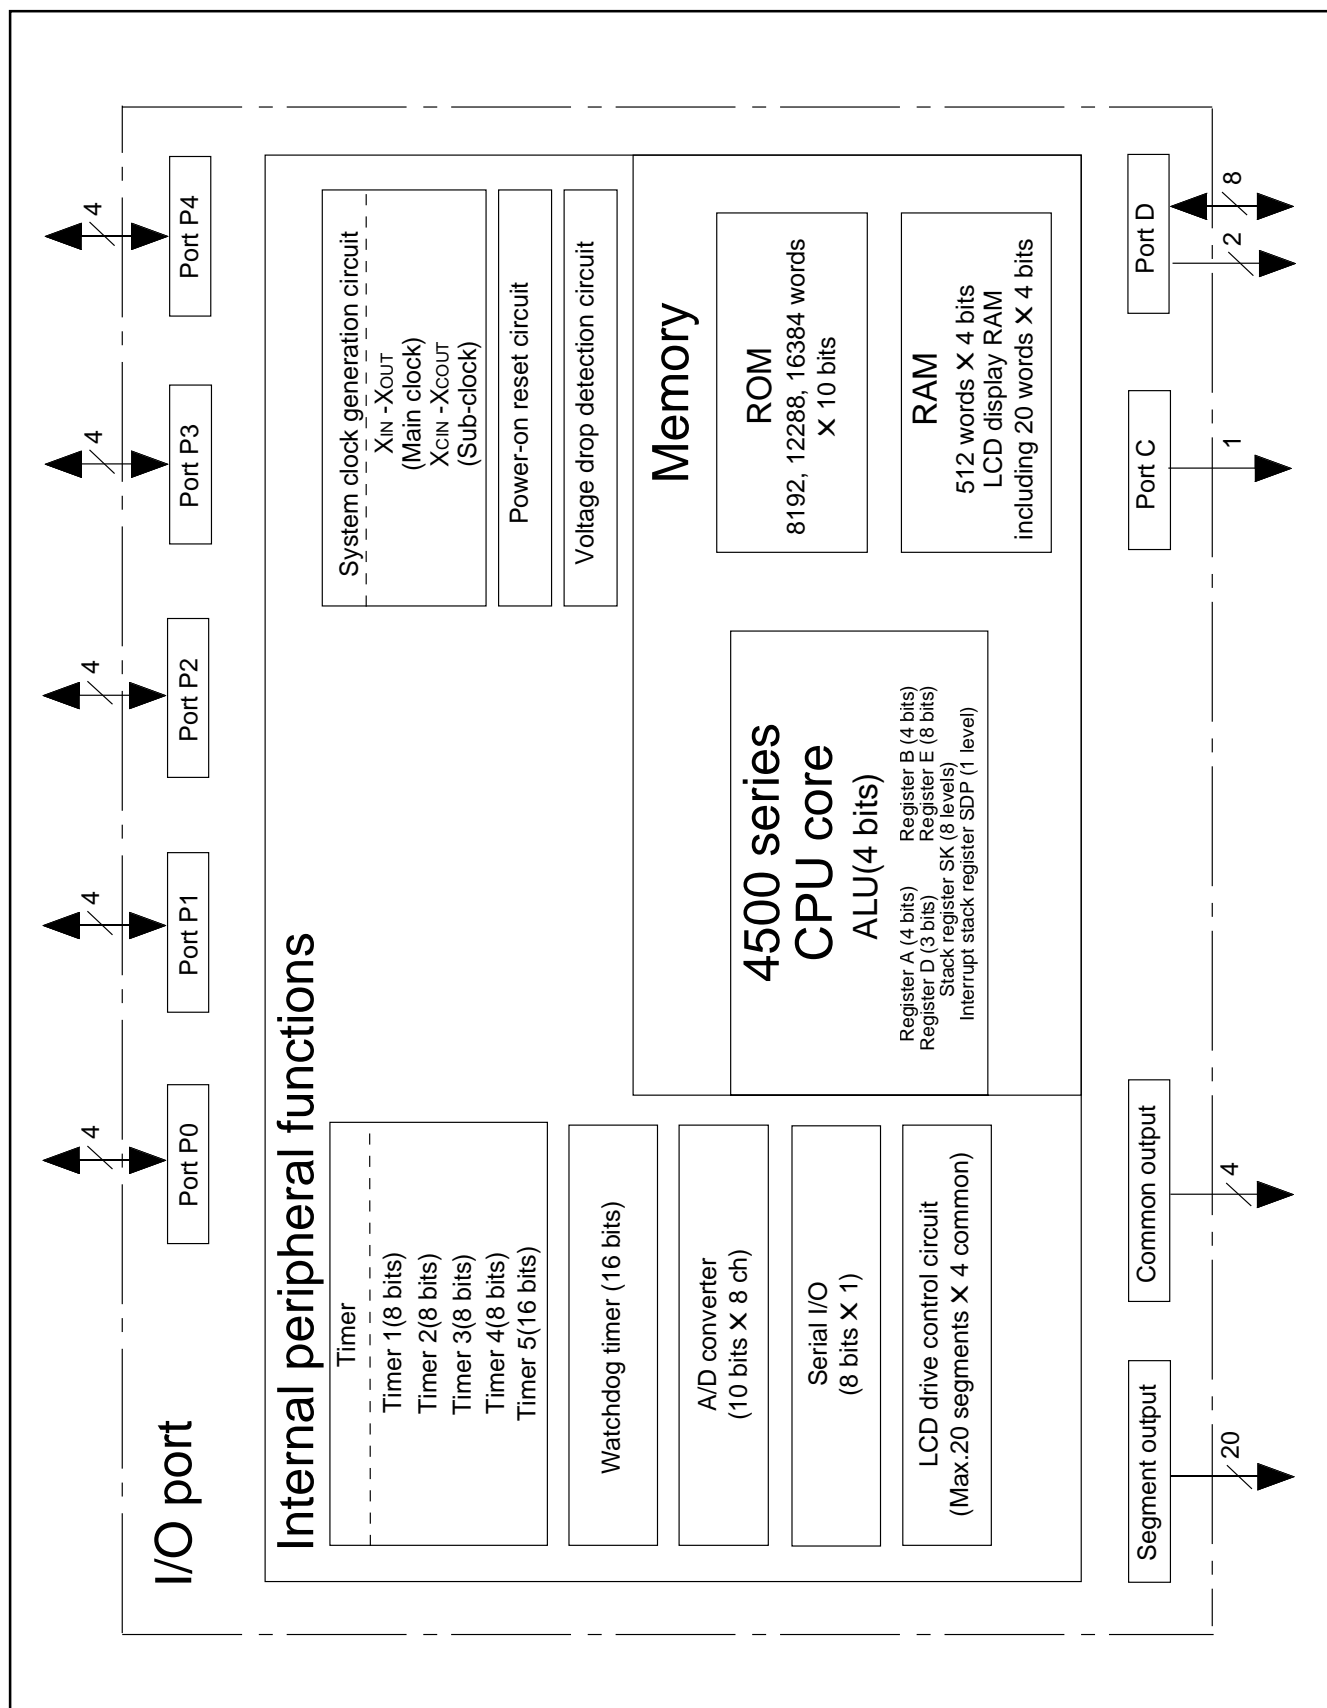 I/O port
4
4
4
4
4
Port P0
Port P1
Port P2
Port P3
Port P4
Internal peripheral functions
Timer
Timer 1(8 bits)
Timer 2(8 bits)
Timer 3(8 bits)
Timer 4(8 bits)
Timer 5(16 bits)
Watchdog timer (16 bits)
A/D converter
(10 bits X 8 ch)
Serial I/O
(8 bits X 1)
LCD drive control circuit
(Max.20 segments X 4 common)
System clock generation circuit
XIN -XOUT
(Main clock)
XCIN -XCOUT
(Sub-clock)
Power-on reset circuit
Voltage drop detection circuit
4500 series
CPU core
ALU(4 bits)
Register A (4 bits) Register B (4 bits)
Register D (3 bits) Register E (8 bits)
Stack register SK (8 levels)
Interrupt stack register SDP (1 level)
Memory
ROM
8192, 12288, 16384 words
X 10 bits
RAM
512 words X 4 bits
LCD display RAM
including 20 words X 4 bits
Segment output
Common output
Port C
Port D
20
4
1
2
8